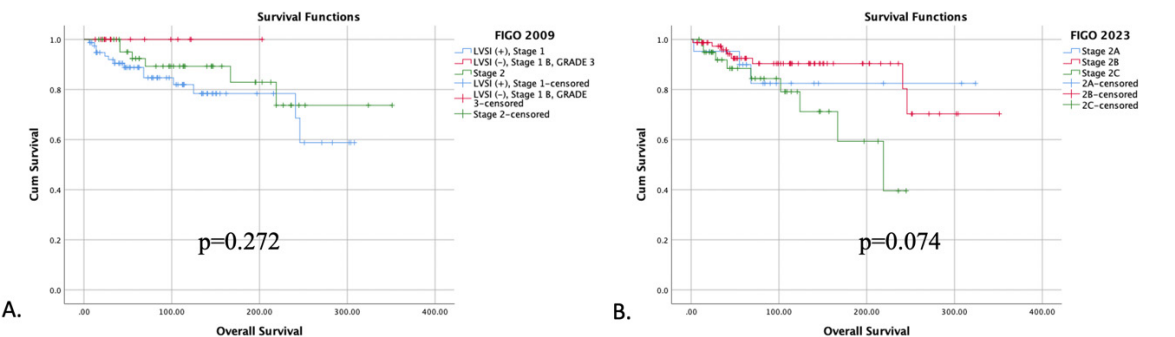 Survival Functions
FIGO 2009
LVSI (+), Stage 1
LVSI (-), Stage 1 B, GRADE 3
Stage 2
LVSI (+), Stage 1-censored
LVSI (-), Stage 1 B, GRADE
3-censored
Stage 2-censored
1.0
0.8
0.6
0.4
0.2
0.0
Cum Survival
p=0.272
.00
100.00
200.00
300.00
400.00
Overall Survival
A.
Survival Functions
FIGO 2023
Stage 2A
Stage 2B
Stage 2C
2A-censored
2B-censored
2C-censored
1.0
0.8
0.6
0.4
0.2
0.0
Cum Survival
p=0.074
.00
100.00
200.00
300.00
400.00
Overall Survival
B.